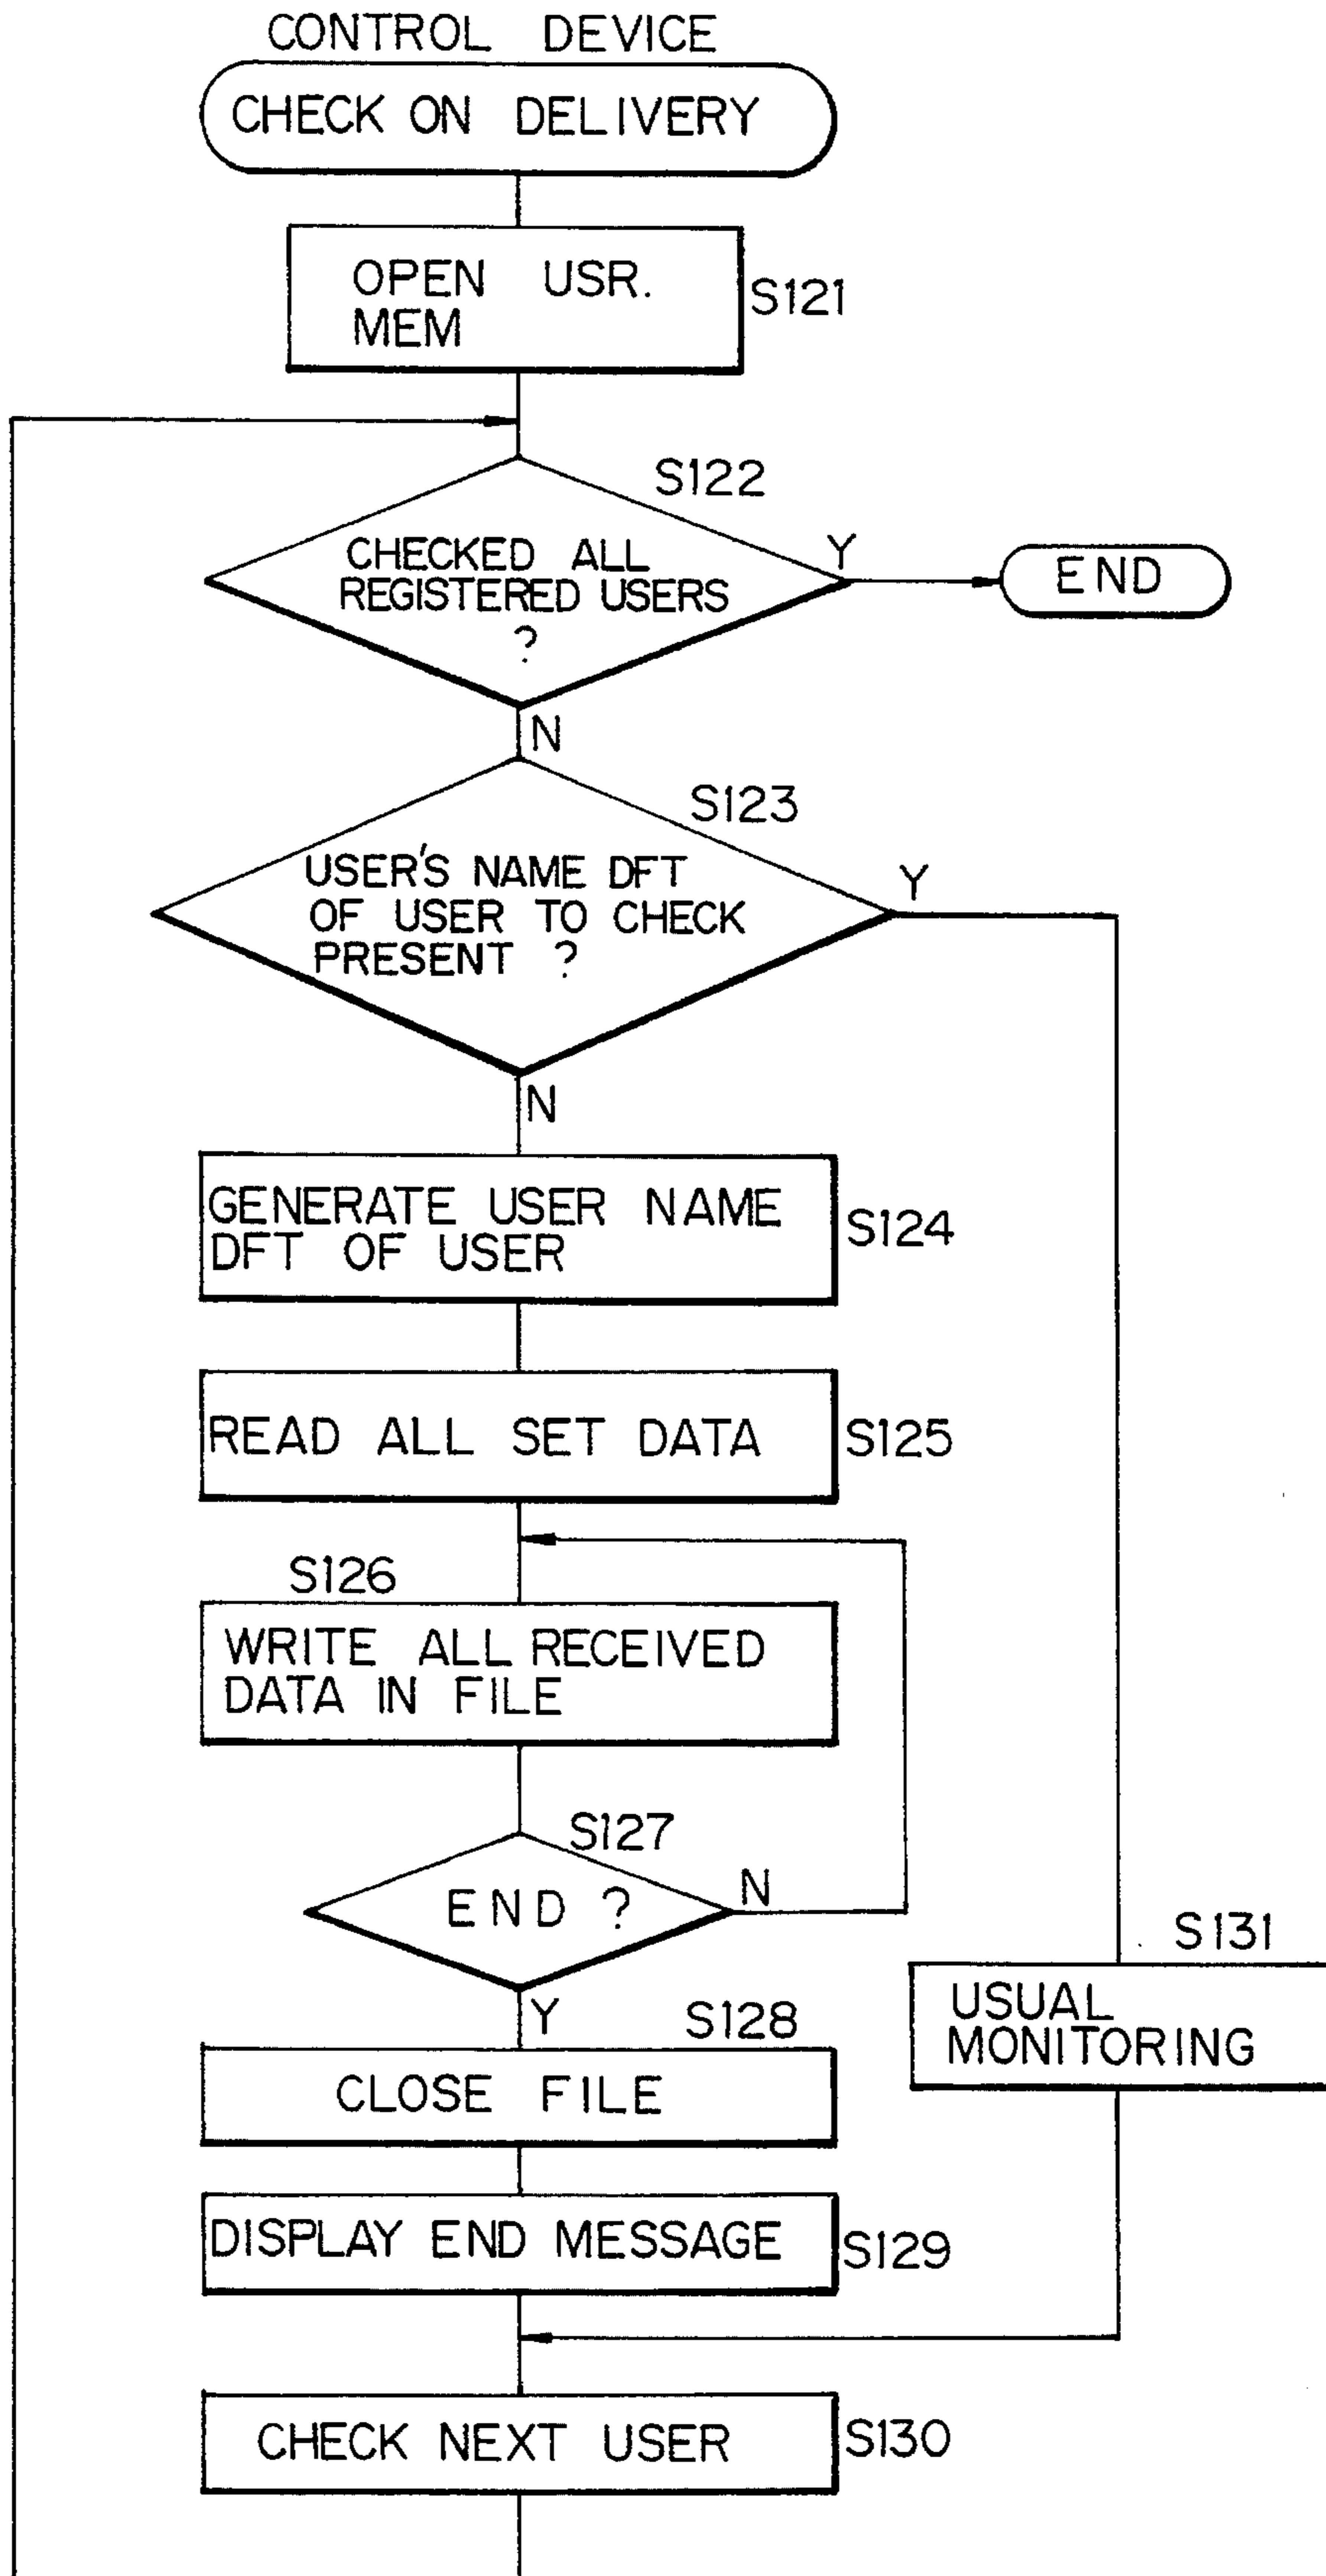 CONTROL DEVICE
CHECK ON DELIVERY
OPEN USR.
MEM
S121
S122
CHECKED ALL
REGISTERED USERS
?
Y
END
N
S123
USER'S NAME DFT
OF USER TO CHECK
PRESENT ?
Y
N
GENERATE USER NAME
DFT OF USER
S124
READ ALL SET DATA
S125
S126
WRITE ALL RECEIVED
DATA IN FILE
S127
END ?
N
Y
S131
USUAL
MONITORING
S128
CLOSE FILE
DISPLAY END MESSAGE
S129
CHECK NEXT USER
S130